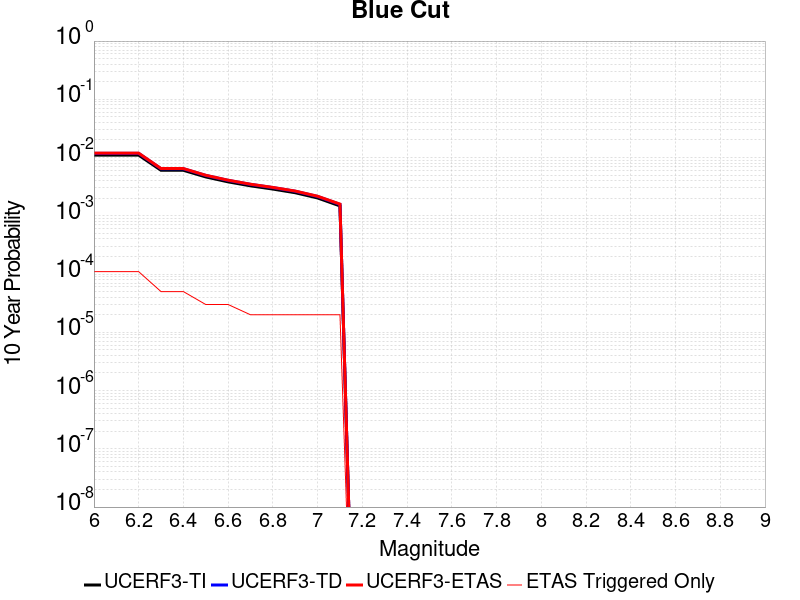 Blue Cut
10^0
10^-1
10^-2
10^-3
10^-4
10^-5
10^-6
10^-7
10^-8
10 Year Probability
6 6.2 6.4 6.6 6.8 7 7.2 7.4 7.6 7.8 8 8.2 8.4 8.6 8.8 9
Magnitude
UCERF3-TI UCERF3-TD UCERF3-ETAS ETAS Triggered Only